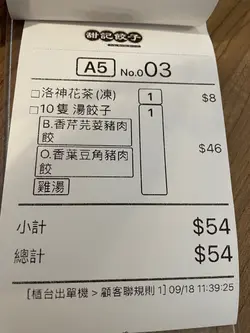 甜記餃子
A5 No.003
□洛神花茶(凍) 1 $8
□10隻 湯餃子 1
B.香芹芫荽豬肉
餃 $46
O.香葉豆角豬肉
餃
雞湯
小計 $54
總計 $54
[櫃台出單機 > 顧客聯規則 1] 09/18 11:39:25